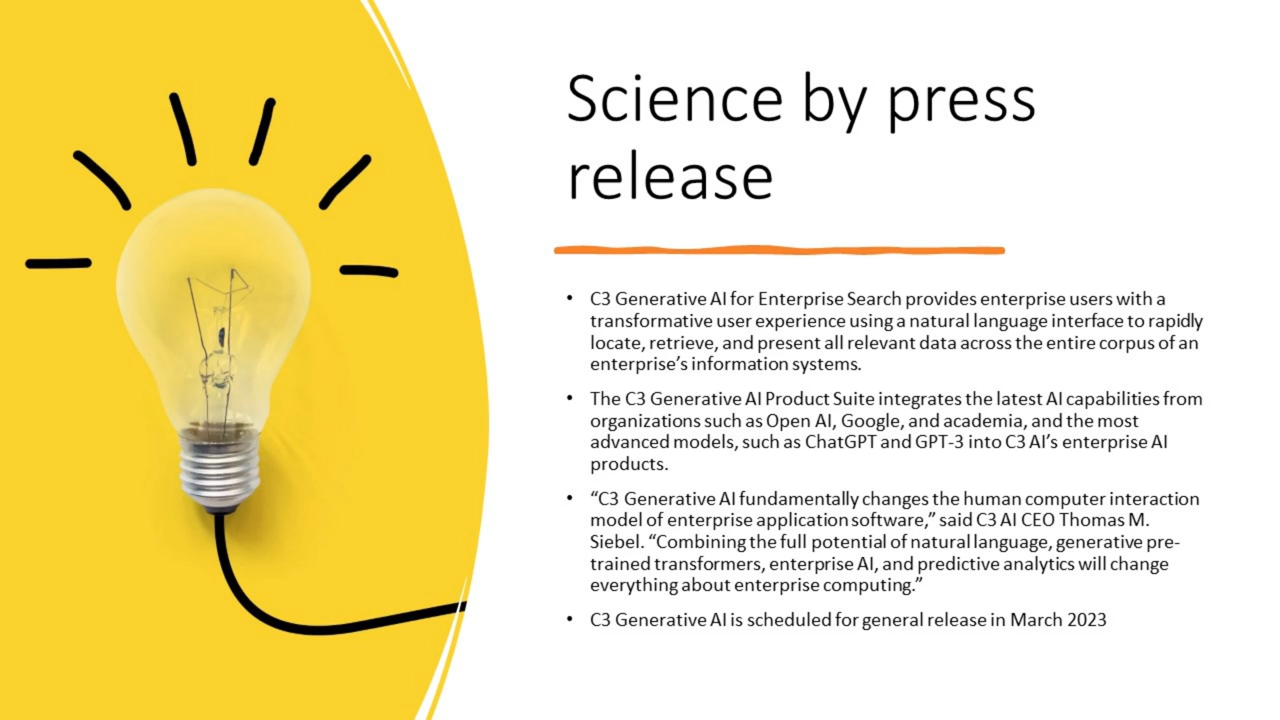 Science by press
release
• C3 Generative AI for Enterprise Search provides enterprise users with a
transformative user experience using a natural language interface to rapidly
locate, retrieve, and present all relevant data across the entire corpus of an
enterprise’s information systems.
• The C3 Generative AI Product Suite integrates the latest AI capabilities from
organizations such as Open AI, Google, and academia, and the most
advanced models, such as ChatGPT and GPT-3 into C3 AI’s enterprise AI
products.
• “C3 Generative AI fundamentally changes the human computer interaction
model of enterprise application software,” said C3 AI CEO Thomas M.
Siebel. “Combining the full potential of natural language, generative pre-
trained transformers, enterprise AI, and predictive analytics will change
everything about enterprise computing.”
• C3 Generative AI is scheduled for general release in March 2023